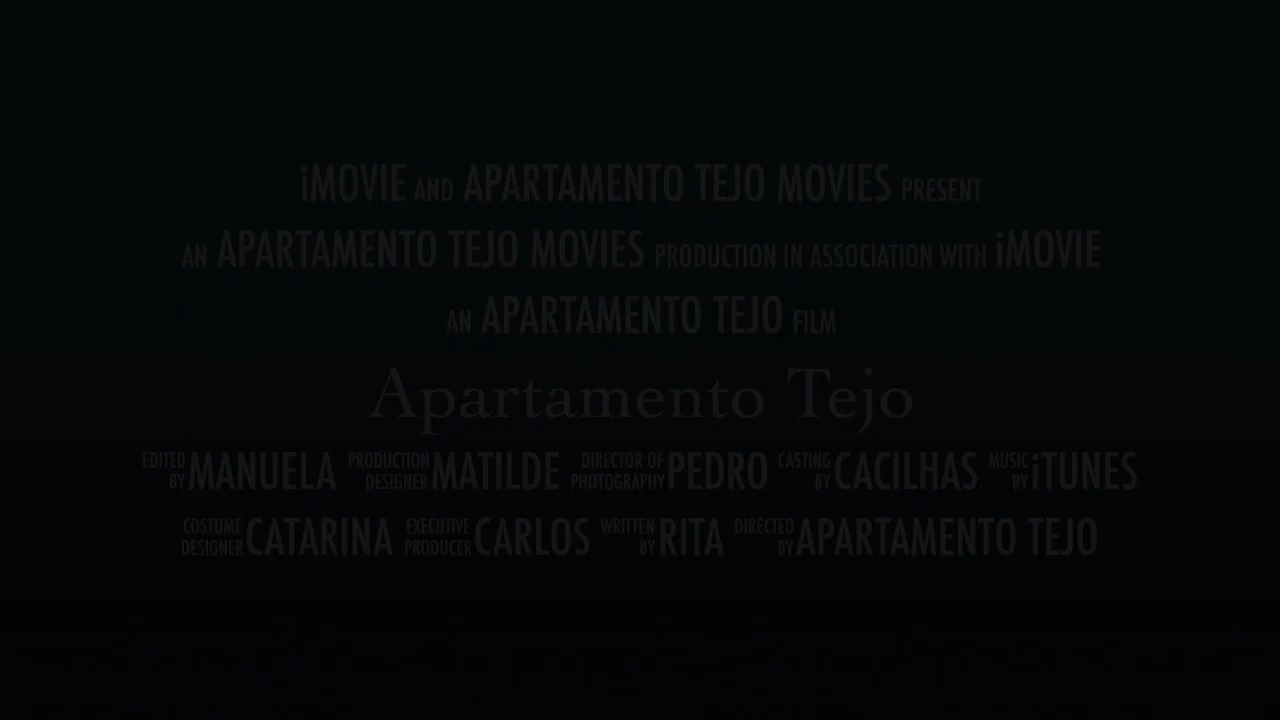 iMOVIE AND APARTAMENTO TEJO MOVIES PRESENT
AN APARTAMENTO TEJO MOVIES PRODUCTION IN ASSOCIATION WITH iMOVIE
AN APARTAMENTO TEJO FILM
Apartamento Tejo
EDITED BY MANUELA PRODUCTION DESIGNER MATILDE DIRECTOR OF PHOTOGRAPHY PEDRO CASTING BY CACILHAS MUSIC BY iTUNES
COSTUME DESIGNER CATARINA EXECUTIVE PRODUCER CARLOS WRITTEN BY RITA DIRECTED BY APARTAMENTO TEJO